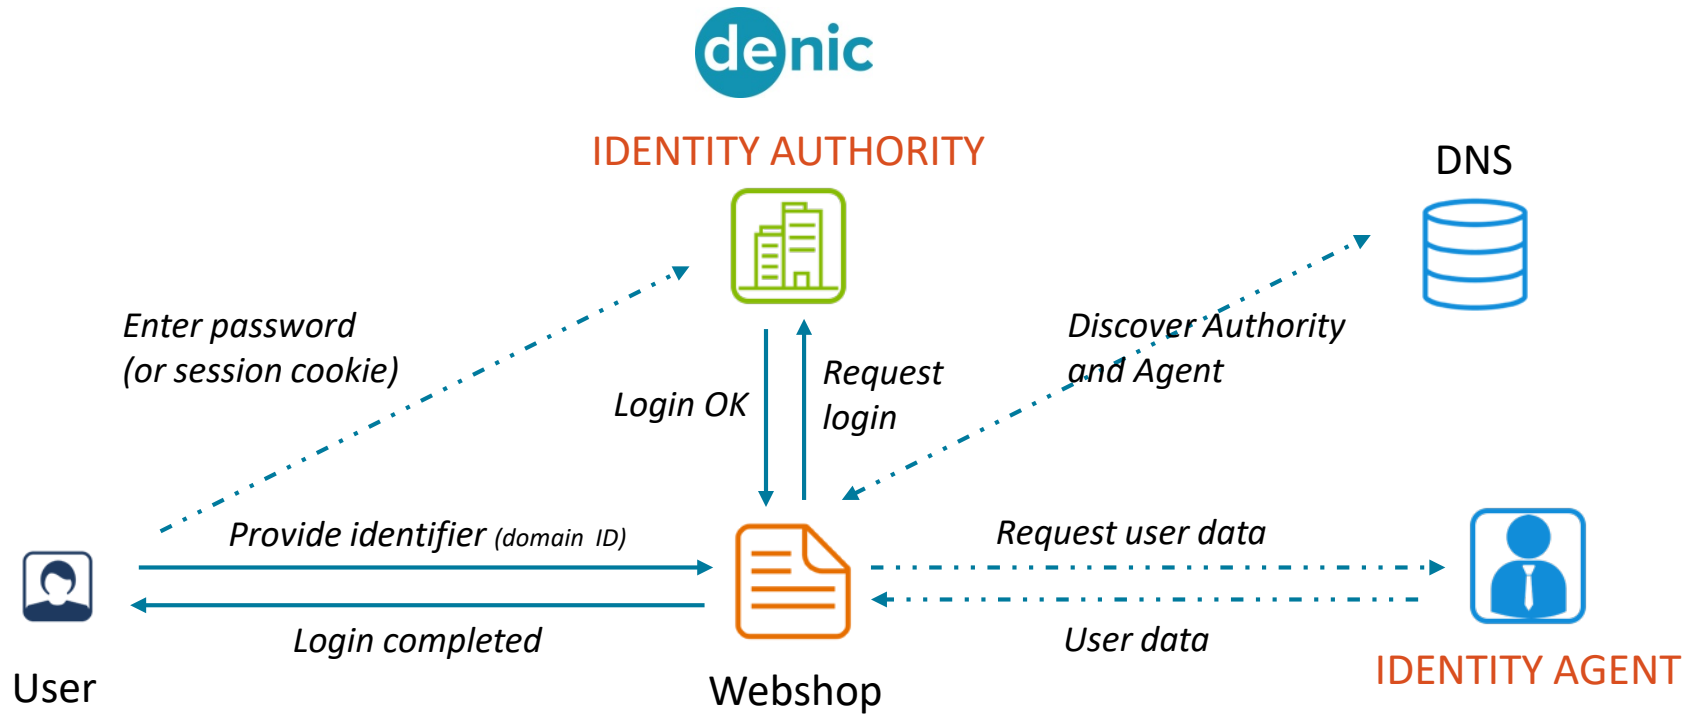 denic
IDENTITY AUTHORITY
DNS
Enter password
(or session cookie)
Discover Authority
and Agent
Login OK
Request
login
Provide identifier (domain ID)
Request user data
Login completed
User data
User
Webshop
IDENTITY AGENT